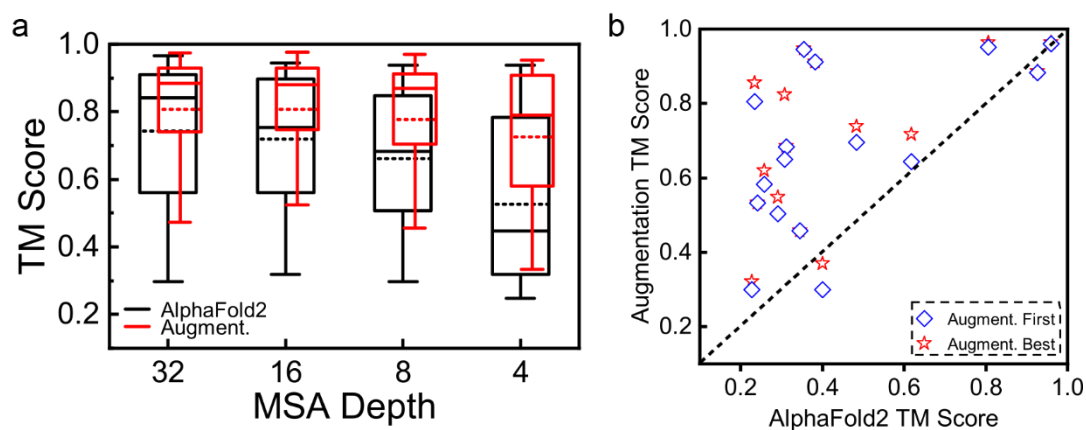 a
1.0
0.8
0.6
0.4
0.2
TM Score
AlphaFold2
Augment.
32 16 8 4
MSA Depth
b
1.0
0.8
0.6
0.4
0.2
Augmentation TM Score
Augment. First
Augment. Best
0.2 0.4 0.6 0.8 1.0
AlphaFold2 TM Score